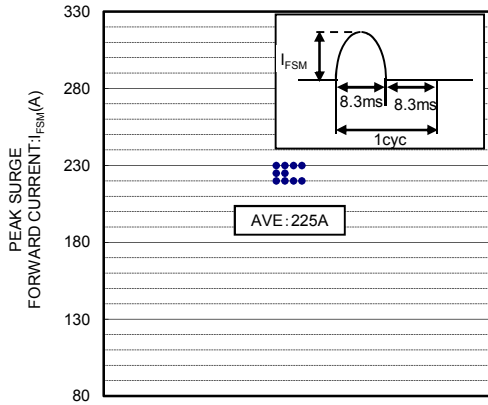 330
280
230
180
130
80
PEAK SURGE
FORWARD CURRENT:IFSM(A)
IFSM
8.3ms 8.3ms
1cyc
AVE:225A